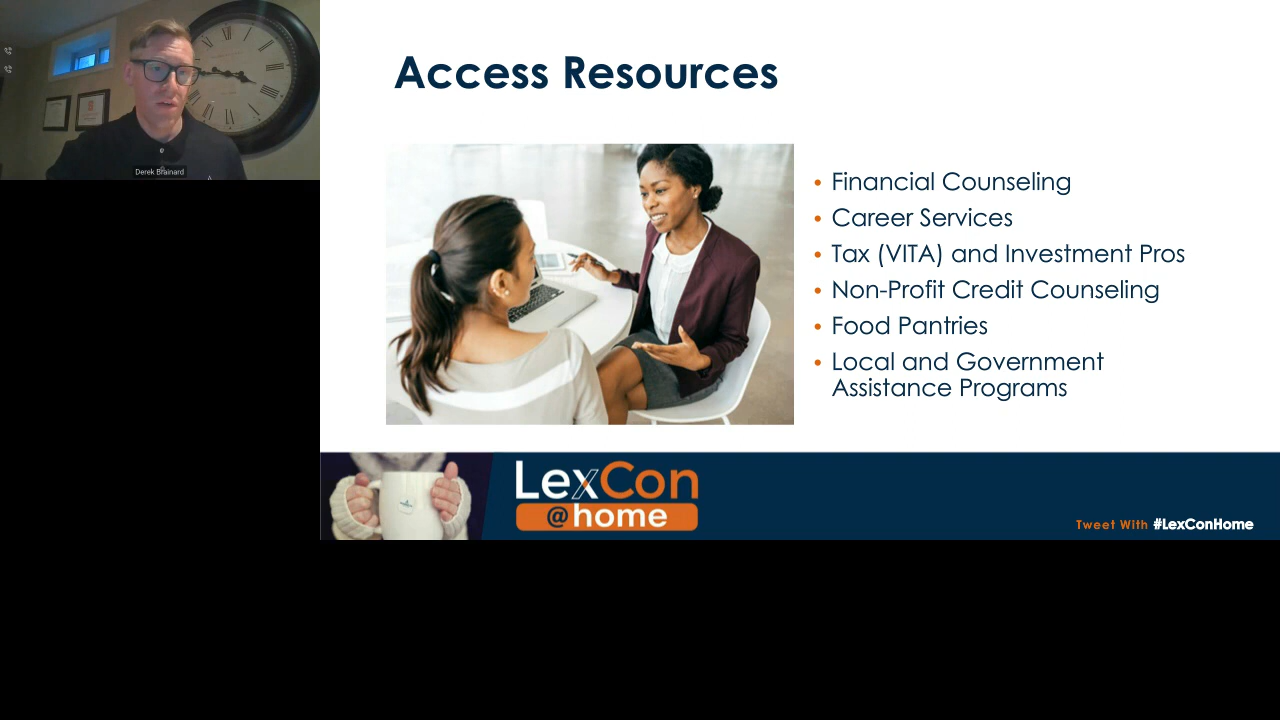 Derek Brainard
Access Resources
• Financial Counseling
• Career Services
• Tax (VITA) and Investment Pros
• Non-Profit Credit Counseling
• Food Pantries
• Local and Government
Assistance Programs
LexCon
@home
Tweet With #LexConHome